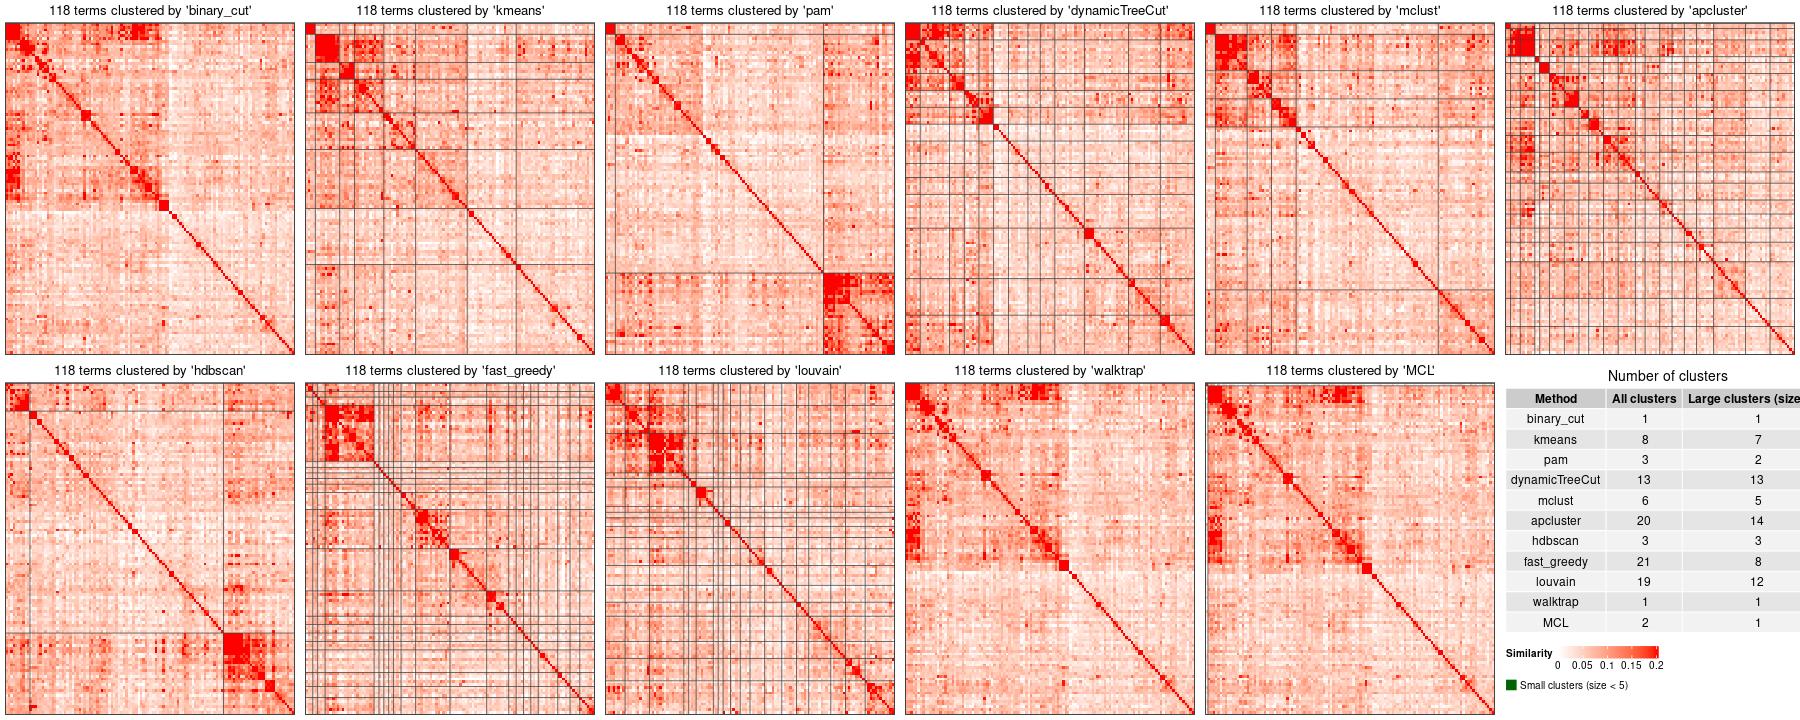 118 terms clustered by 'binary_cut'
118 terms clustered by 'kmeans'
118 terms clustered by 'pam'
118 terms clustered by 'dynamicTreeCut'
118 terms clustered by 'mclust'
118 terms clustered by 'apcluster'
118 terms clustered by 'hdbscan'
118 terms clustered by 'fast_greedy'
118 terms clustered by 'louvain'
118 terms clustered by 'walktrap'
118 terms clustered by 'MCL'
Number of clusters
Method All clusters Large clusters (size
binary_cut 1 1
kmeans 8 7
pam 3 2
dynamicTreeCut 13 13
mclust 6 5
apcluster 20 14
hdbscan 3 3
fast_greedy 21 8
louvain 19 12
walktrap 1 1
MCL 2 1
Similarity
0 0.05 0.1 0.15 0.2
Small clusters (size < 5)